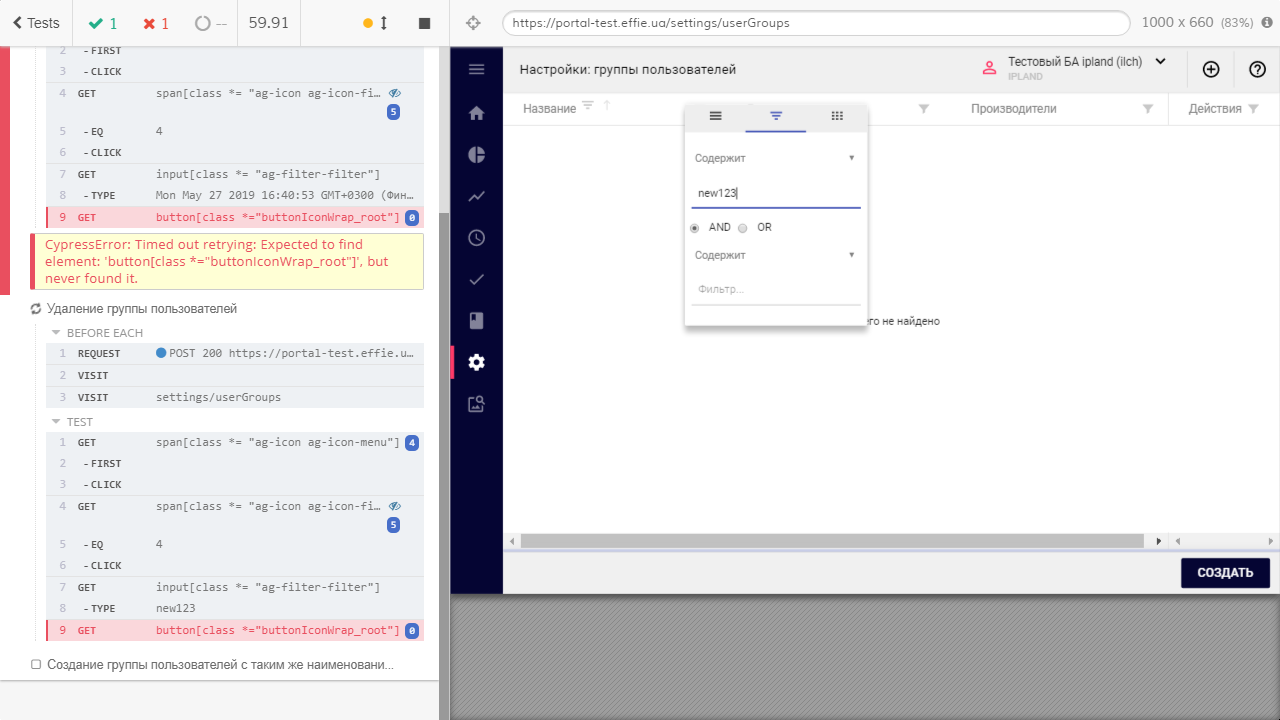 Tests
1
1
--
59.91
https://portal-test.effie.ua/settings/userGroups
1000 x 660 (83%)
2 -FIRST
3 -CLICK
4 GET span[class *= "ag-icon ag-icon-fi…
5
5 -EQ 4
6 -CLICK
7 GET input[class *= "ag-filter-filter"]
8 -TYPE Mon May 27 2019 16:40:53 GMT+0300 (Фин…
9 GET button[class *="buttonIconWrap_root"] 0
CypressError: Timed out retrying: Expected to find
element: 'button[class *="buttonIconWrap_root"]', but
never found it.
Удаление группы пользователей
BEFORE EACH
1 REQUEST POST 200 https://portal-test.effie.u…
2 VISIT
3 VISIT settings/userGroups
TEST
1 GET span[class *= "ag-icon ag-icon-menu"] 4
2 -FIRST
3 -CLICK
4 GET span[class *= "ag-icon ag-icon-fi…
5
5 -EQ 4
6 -CLICK
7 GET input[class *= "ag-filter-filter"]
8 -TYPE new123
9 GET button[class *="buttonIconWrap_root"] 0
Создание группы пользователей с таким же наименовани…
Настройки: группы пользователей
Тестовый БА ipland (ilch)
IPLAND
Название
Производители
Действия
Содержит
new123
AND OR
Содержит
Фильтр...
его не найдено
СОЗДАТЬ